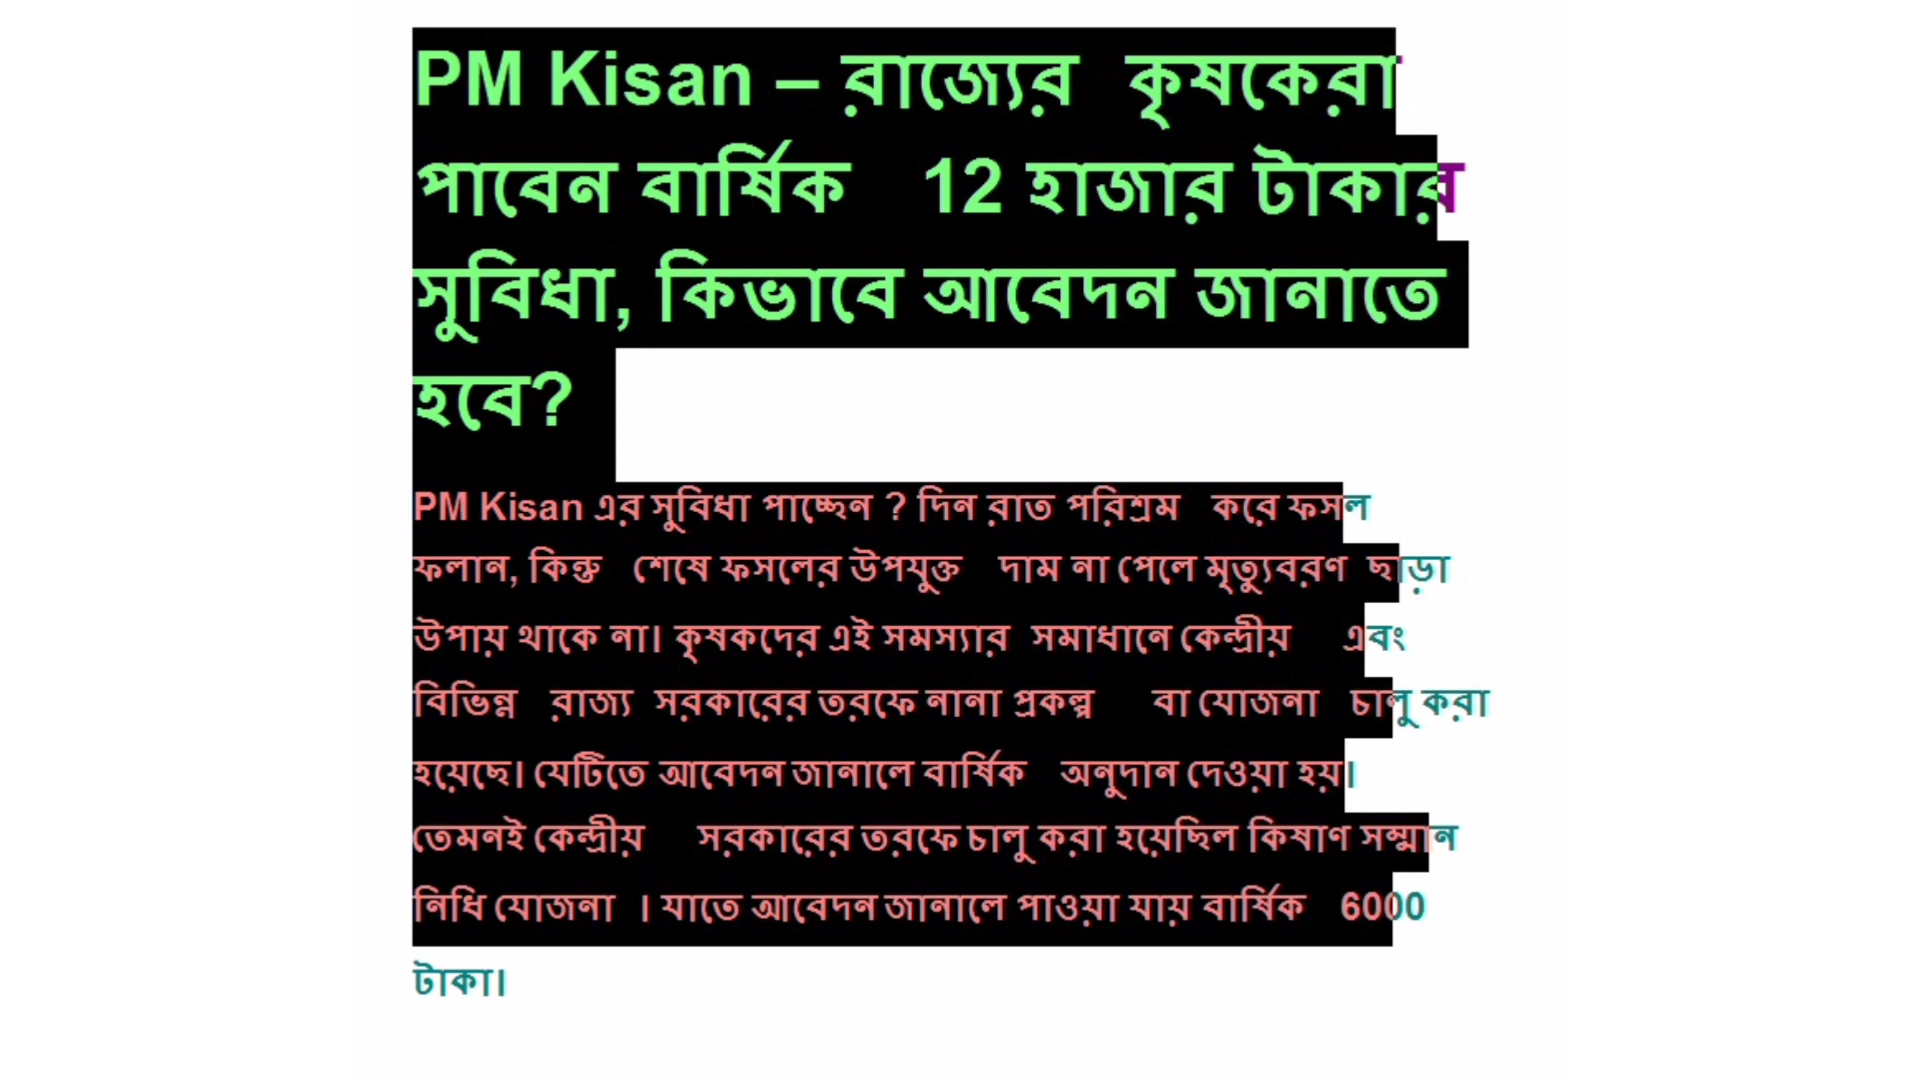 PM Kisan – রাজ্যের কৃষকেরা
পাবেন বার্ষিক 12 হাজার টাকার
সুবিধা, কিভাবে আবেদন জানাতে
হবে?
PM Kisan এর সুবিধা পাচ্ছেন ? দিন রাত পরিশ্রম করে ফসল
ফলান, কিন্তু শেষে ফসলের উপযুক্ত দাম না পেলে মৃত্যুবরণ ছাড়া
উপায় থাকে না। কৃষকদের এই সমস্যার সমাধানে কেন্দ্রীয় এবং
বিভিন্ন রাজ্য সরকারের তরফে নানা প্রকল্প বা যোজনা চালু করা
হয়েছে। যেটিতে আবেদন জানালে বার্ষিক অনুদান দেওয়া হয়।
তেমনই কেন্দ্রীয় সরকারের তরফে চালু করা হয়েছিল কিষাণ সম্মান
নিধি যোজনা । যাতে আবেদন জানালে পাওয়া যায় বার্ষিক 6000
টাকা।